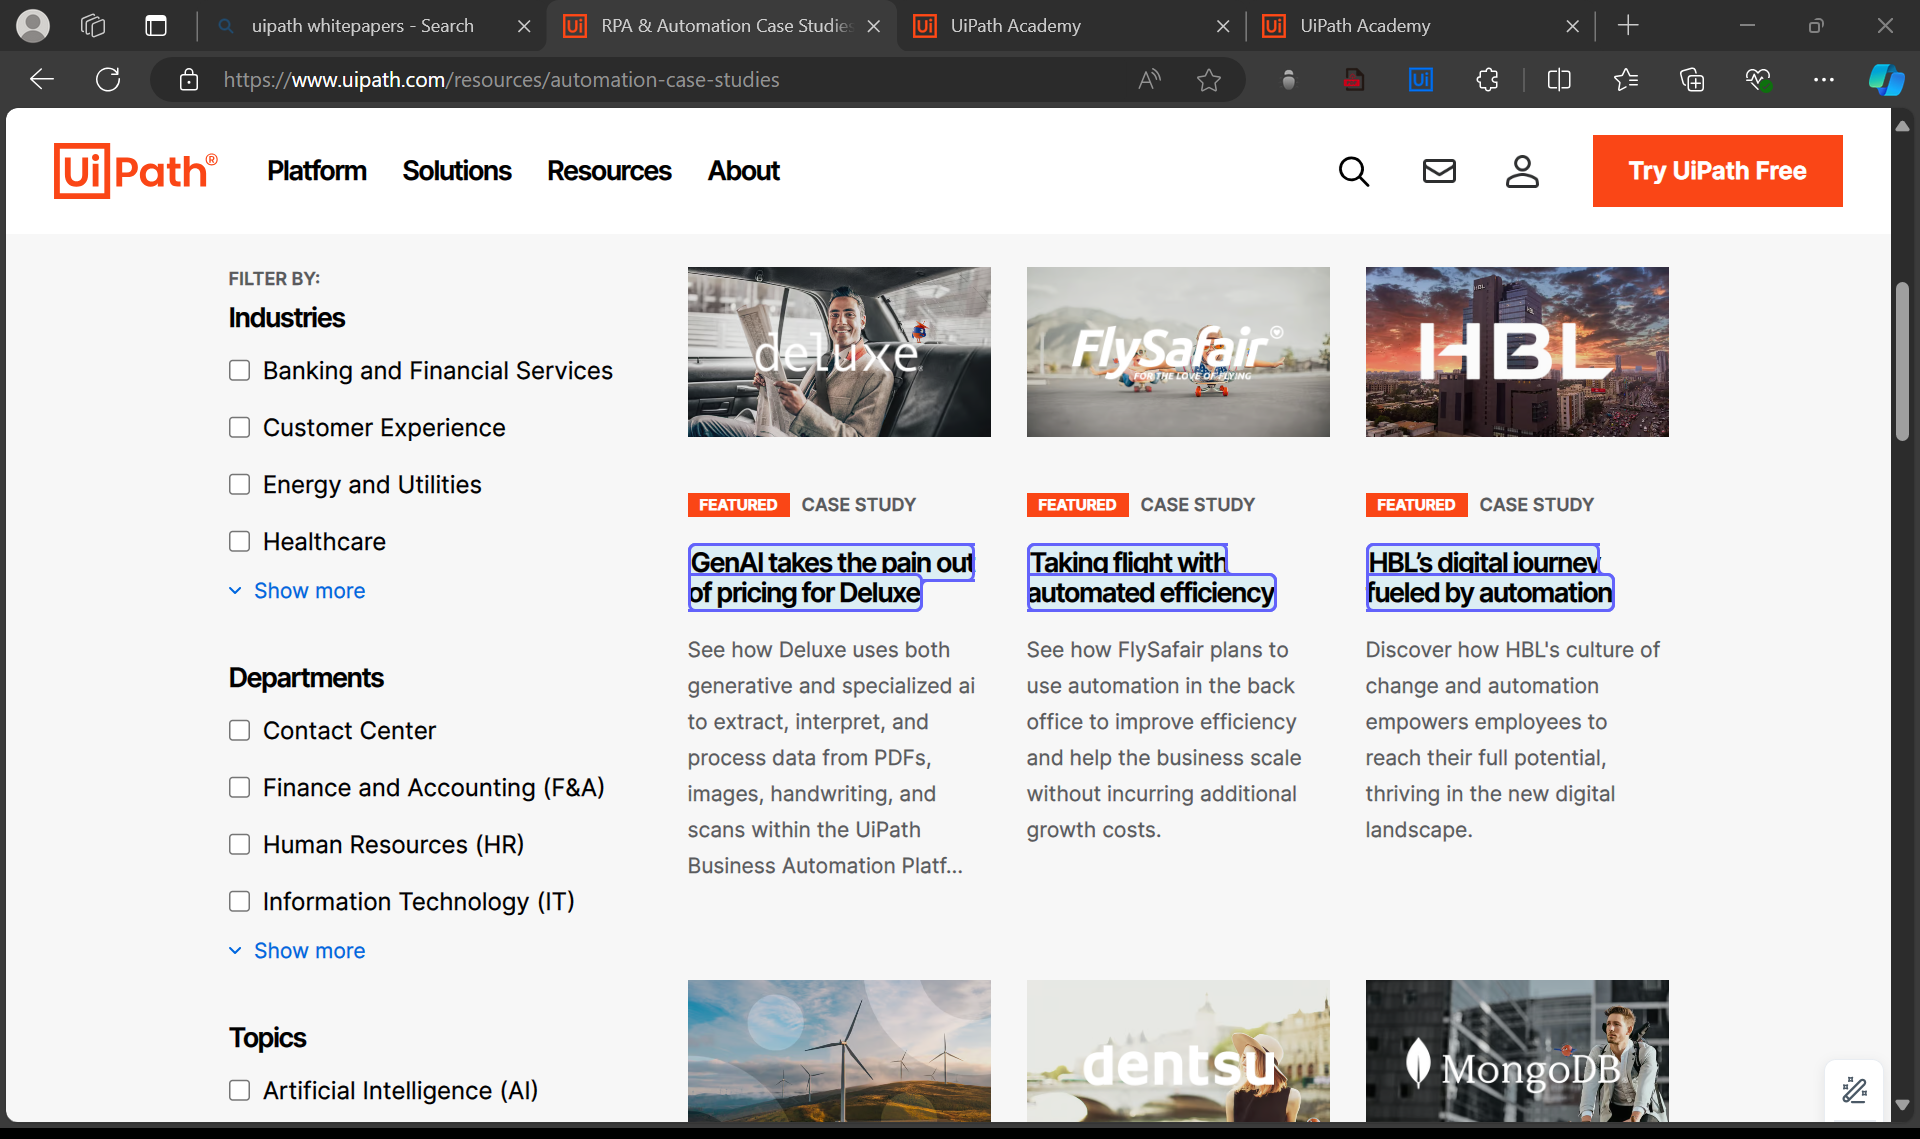 uipath whitepapers - Search
RPA & Automation Case Studies
UiPath Academy
UiPath Academy
https://www.uipath.com/resources/automation-case-studies
UiPath®
Platform
Solutions
Resources
About
Try UiPath Free
FILTER BY:
Industries
Banking and Financial Services
Customer Experience
Energy and Utilities
Healthcare
Show more
Departments
Contact Center
Finance and Accounting (F&A)
Human Resources (HR)
Information Technology (IT)
Show more
Topics
Artificial Intelligence (AI)
deluxe
FEATURED CASE STUDY
GenAI takes the pain out
of pricing for Deluxe
See how Deluxe uses both
generative and specialized ai
to extract, interpret, and
process data from PDFs,
images, handwriting, and
scans within the UiPath
Business Automation Platf...
FlySafair
FOR THE LOVE OF FLYING
FEATURED CASE STUDY
Taking flight with
automated efficiency
See how FlySafair plans to
use automation in the back
office to improve efficiency
and help the business scale
without incurring additional
growth costs.
HBL
HBL
FEATURED CASE STUDY
HBL's digital journey
fueled by automation
Discover how HBL's culture of
change and automation
empowers employees to
reach their full potential,
thriving in the new digital
landscape.
dentsu
MongoDB